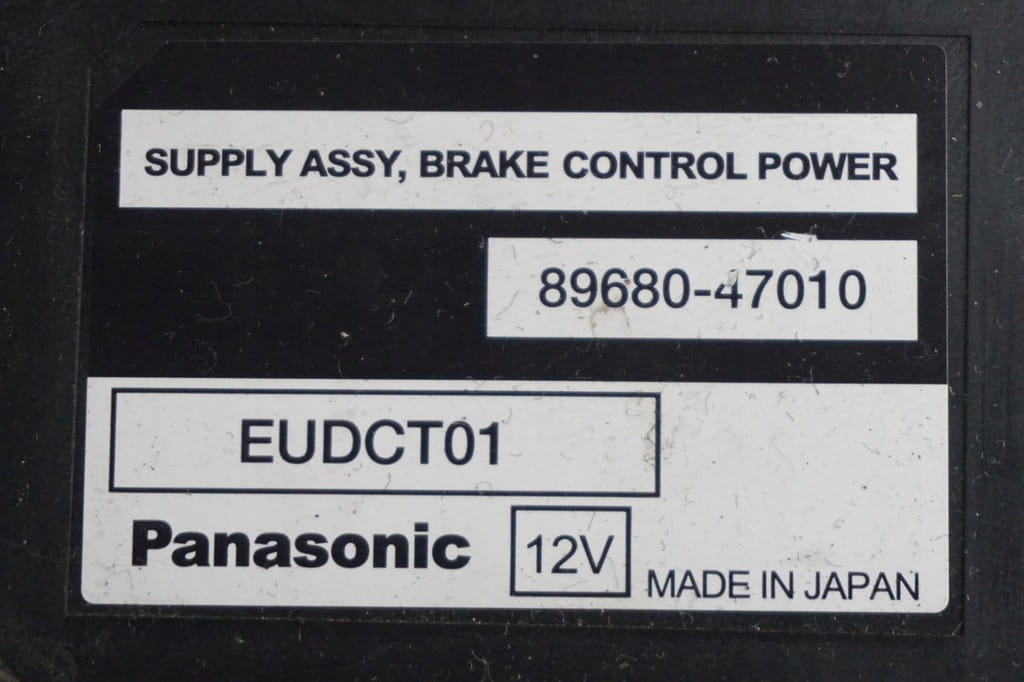 SUPPLY ASSY, BRAKE CONTROL POWER
89680-47010
EUDCT01
Panasonic 12V MADE IN JAPAN